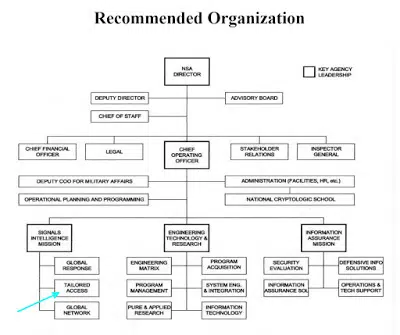 Recommended Organization
NSA
DIRECTOR
KEY AGENCY
LEADERSHIP
DEPUTY DIRECTOR
ADVISORY BOARD
CHIEF OF STAFF
CHIEF FINANCIAL
OFFICER
LEGAL
CHIEF
OPERATING
OFFICER
STAKEHOLDER
RELATIONS
INSPECTOR
GENERAL
DEPUTY COO FOR MILITARY AFFAIRS
ADMINISTRATION (FACILITIES, HR, etc.)
OPERATIONAL PLANNING AND PROGRAMMING
NATIONAL CRYPTOLOGIC SCHOOL
SIGNALS
INTELLIGENCE
MISSION
ENGINEERING
TECHNOLOGY &
RESEARCH
INFORMATION
ASSURANCE
MISSION
GLOBAL
RESPONSE
TAILORED
ACCESS
GLOBAL
NETWORK
ENGINEERING
MATRIX
PROGRAM
ACQUISITION
PROGRAM
MANAGEMENT
SYSTEM ENG.
& INTEGRATION
PURE & APPLIED
RESEARCH
INFORMATION
TECHNOLOGY
SECURITY
EVALUATION
DEFENSIVE INFO
SOLUTIONS
INFORMATION
ASSURANCE SOL
OPERATIONS &
TECH SUPPORT